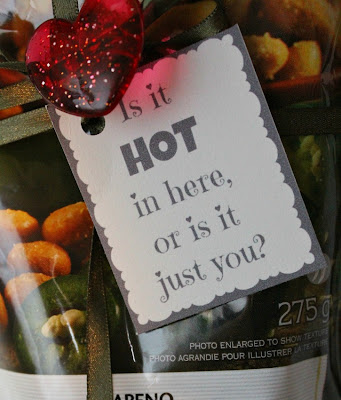 Is it
HOT
in here,
or is it
just you?
275 g
PHOTO ENLARGED TO SHOW TEXTURE
PHOTO AGRANDIE POUR ILLUSTRER LA TEXTURE